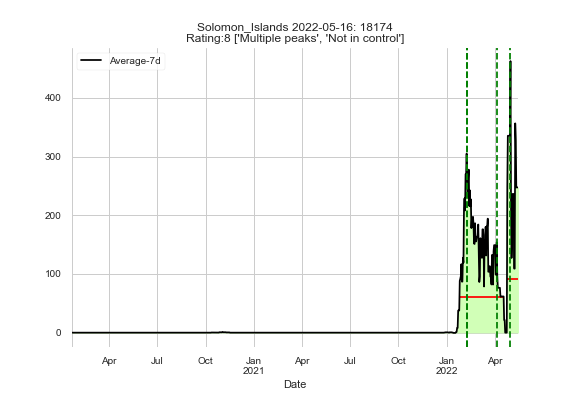 Solomon_Islands 2022-05-16: 18174
Rating:8 ['Multiple peaks', 'Not in control']
Average-7d
400
300
200
100
0
Apr Jul Oct Jan Apr Jul Oct Jan Apr
2021 2022
Date